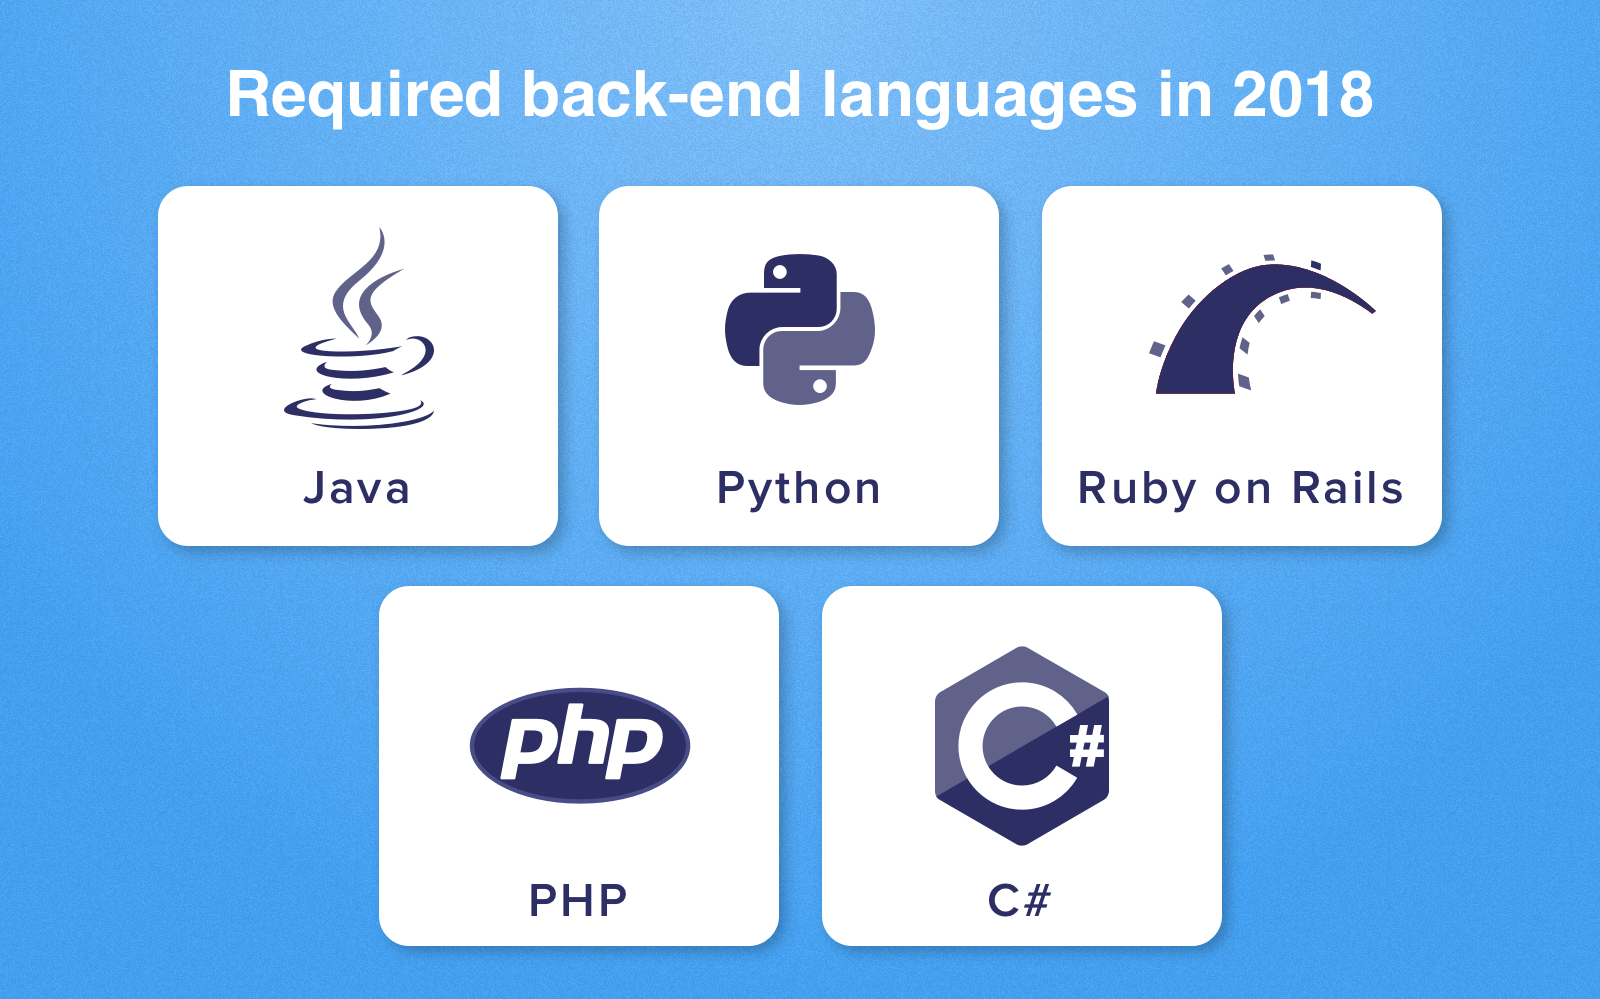 Required back-end languages in 2018
Java
Python
Ruby on Rails
php
C#
PHP
C#